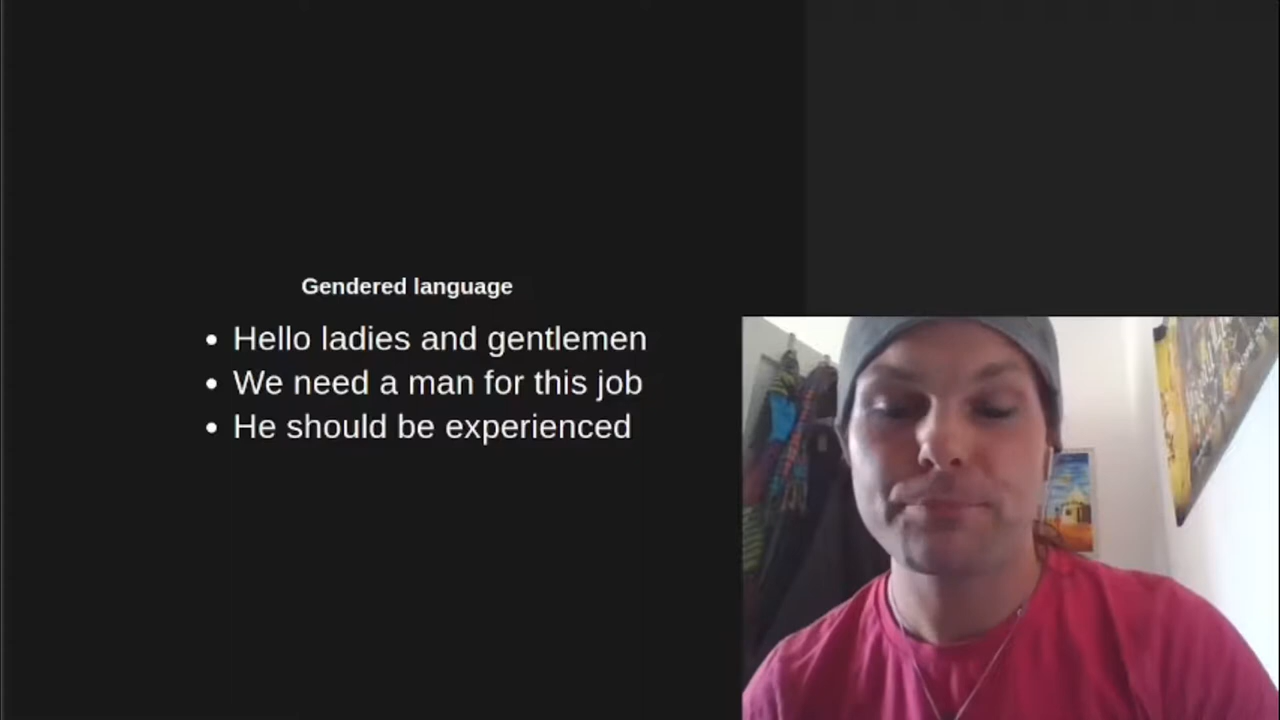 Gendered language
Hello ladies and gentlemen
We need a man for this job
He should be experienced